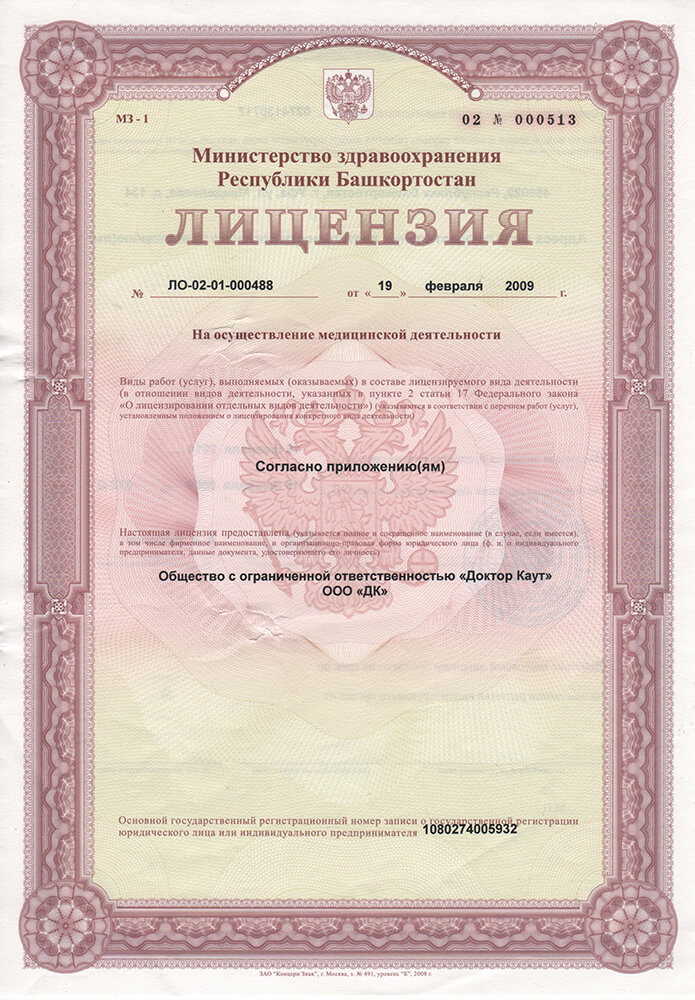 МЗ - 1
02 № 000513
Министерство здравоохранения
Республики Башкортостан
ЛИЦЕНЗИЯ
№ ЛО-02-01-000488 от « 19 » февраля 2009 г.
На осуществление медицинской деятельности
Виды работ (услуг), выполняемых (оказываемых) в составе лицензируемого вида деятельности
(в отношении видов деятельности, указанных в пункте 2 статьи 17 Федерального закона
«О лицензировании отдельных видов деятельности») (указываются в соответствии с перечнем работ (услуг),
установленным положением о лицензировании конкретного вида деятельности)
Согласно приложению(ям)
Настоящая лицензия предоставлена (указывается полное и сокращенное наименование (в случае, если имеется),
в том числе фирменное наименование, и организационно-правовая форма юридического лица (ф. и. о. индивидуального
предпринимателя, данные документа, удостоверяющего его личность)
Общество с ограниченной ответственностью «Доктор Каут»
ООО «ДК»
Основной государственный регистрационный номер записи о государственной регистрации
юридического лица или индивидуального предпринимателя 1080274005932
ЗАО "Концерн Знак", г. Москва, з. № 491, уровень "Б", 2008 г.